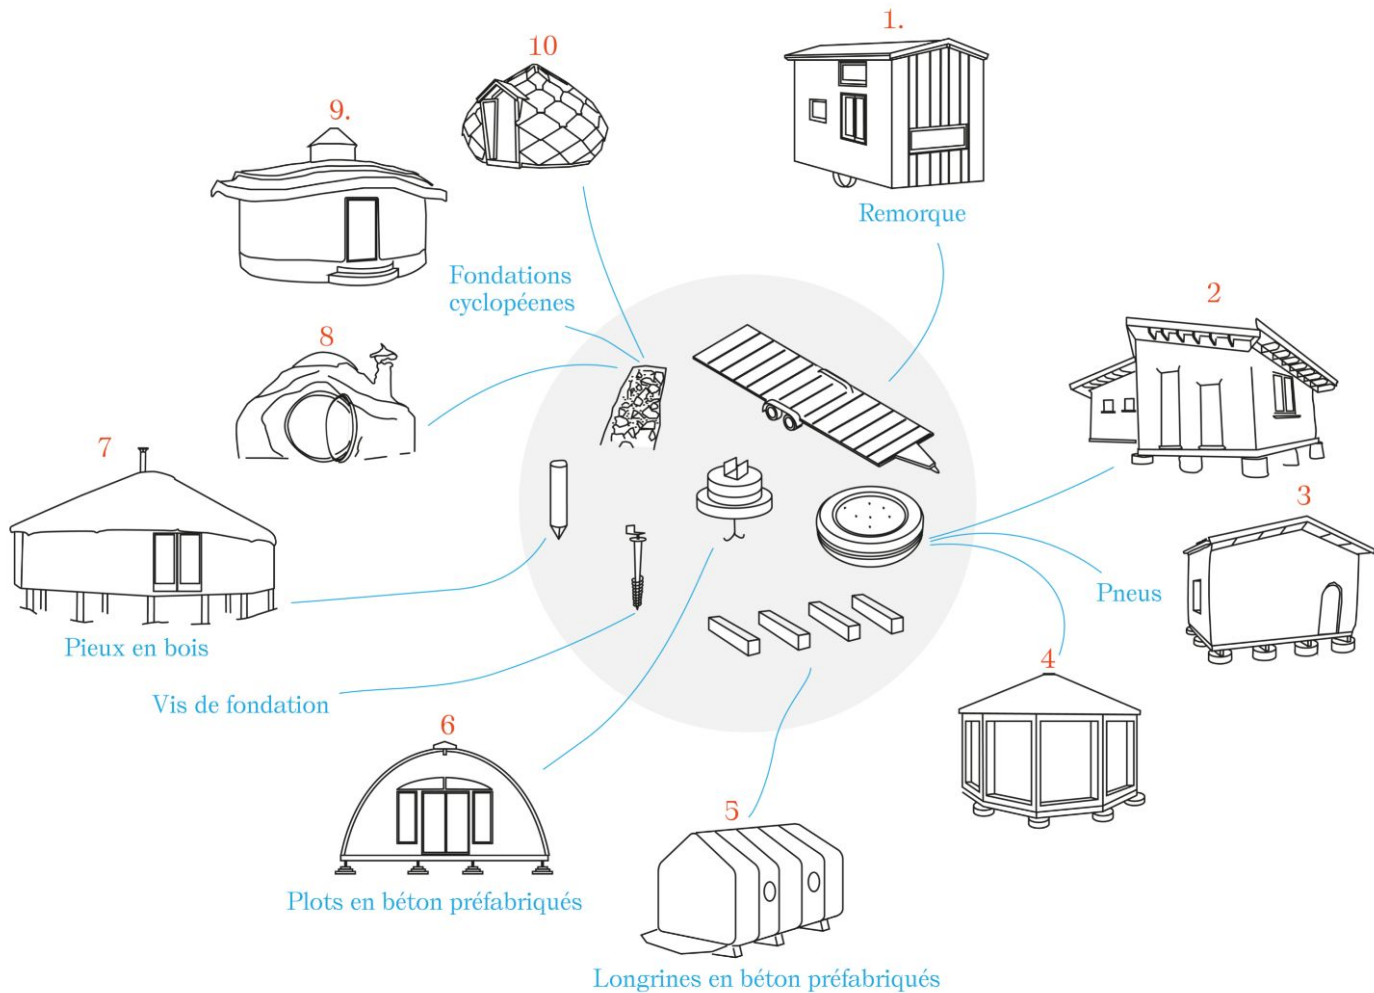 1.
10
9.
Remorque
Fondations
cyclopéenes
2
8
7
3
Pneus
Pieux en bois
4
Vis de fondation
6
5
Plots en béton préfabriqués
Longrines en béton préfabriqués